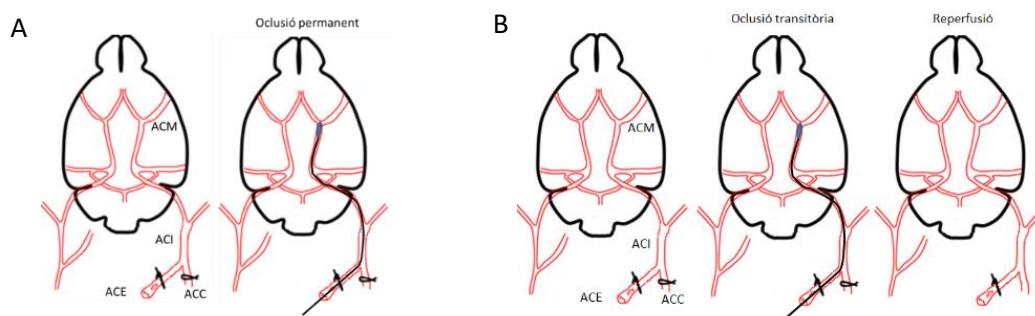 A
Oclusió permanent
ACM
ACI
ACE
ACC
B
Oclusió transitòria
Reperfusió
ACM
ACI
ACE
ACC